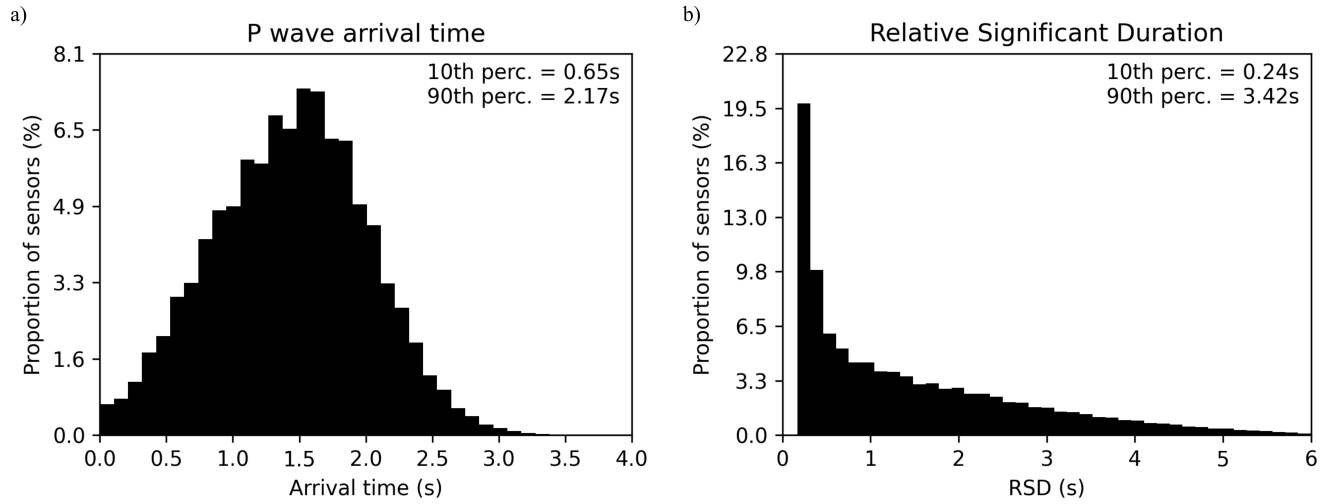 a)
P wave arrival time
10th perc. = 0.65s
90th perc. = 2.17s
Proportion of sensors (%)
8.1
6.5
4.9
3.3
1.6
0.0
0.0 0.5 1.0 1.5 2.0 2.5 3.0 3.5 4.0
Arrival time (s)
b)
Relative Significant Duration
10th perc. = 0.24s
90th perc. = 3.42s
Proportion of sensors (%)
22.8
19.5
16.3
13.0
9.8
6.5
3.3
0.0
0 1 2 3 4 5 6
RSD (s)